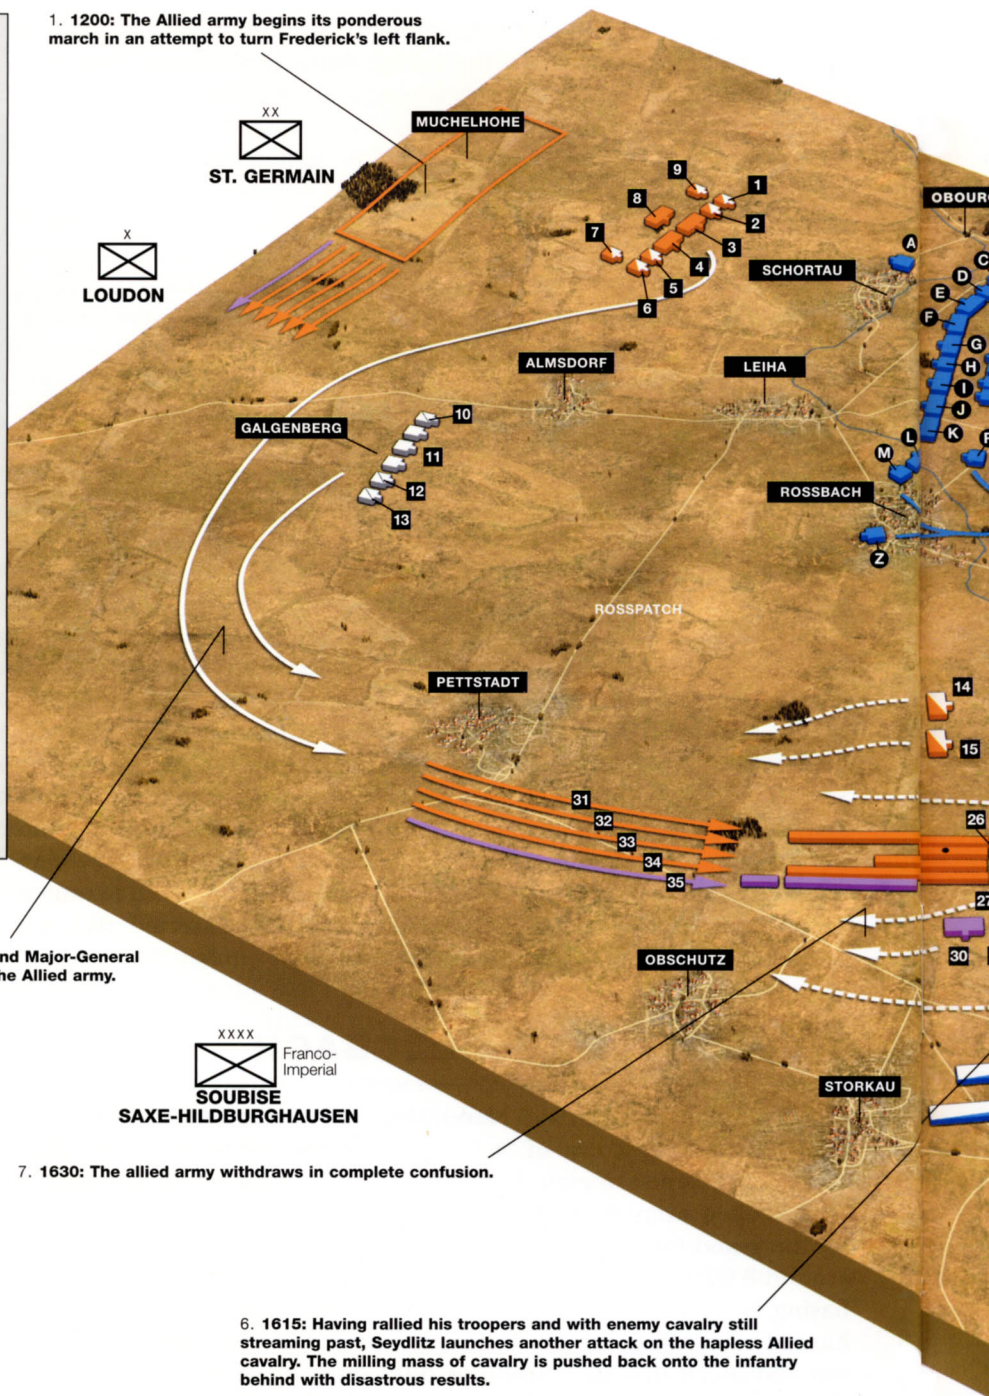 1. 1200: The Allied army begins its ponderous
march in an attempt to turn Frederick's left flank.
XX
ST. GERMAIN
X
LOUDON
MUCHELHOHE
9
1
8
2
7
3
4
5
6
OBOURG
A
SCHORTAU
C
D
E
F
G
H
I
J
K
L
M
ALMSDORF
LEIHA
GALGENBERG
10
11
12
13
ROSSBACH
Z
ROSSPATCH
PETTSTADT
14
15
31
32
33
34
35
26
27
30
nd Major-General
he Allied army.
OBSCHUTZ
XXXX
Franco-
Imperial
SOUBISE
SAXE-HILDBURGHAUSEN
STORKAU
7. 1630: The allied army withdraws in complete confusion.
6. 1615: Having rallied his troopers and with enemy cavalry still
streaming past, Seydlitz launches another attack on the hapless Allied
cavalry. The milling mass of cavalry is pushed back onto the infantry
behind with disastrous results.